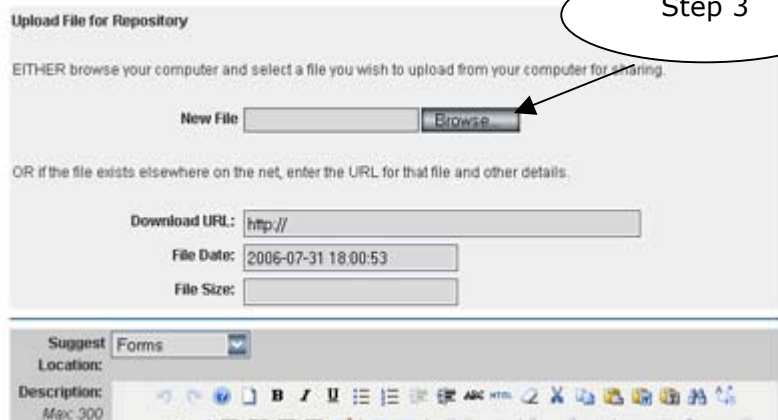 Step 3
Upload File for Repository
EITHER browse your computer and select a file you wish to upload from your computer for sharing.
New File
Browse...
OR if the file exists elsewhere on the net, enter the URL for that file and other details.
Download URL: http://
File Date: 2006-07-31 18:00:53
File Size:
Suggest Forms
Location:
Description:
B I U ABC HTML
Max: 300